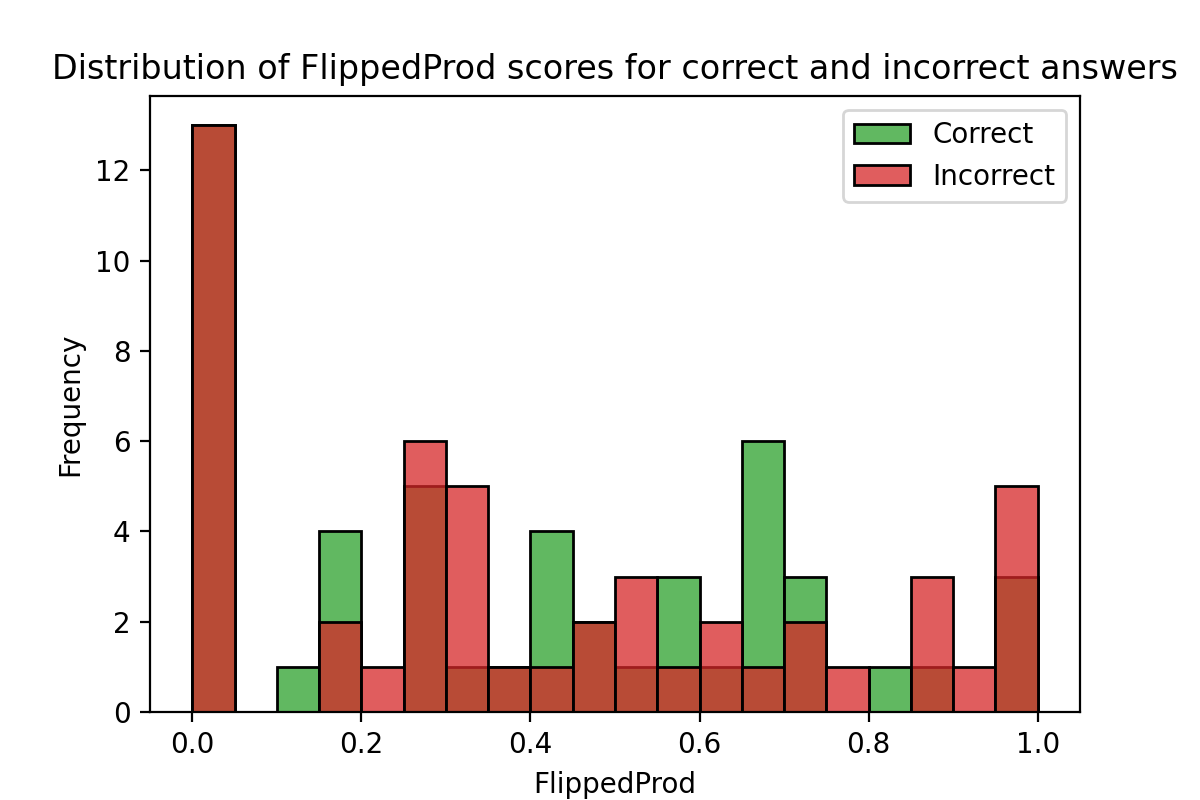 Distribution of FlippedProd scores for correct and incorrect answers
Correct
Incorrect
Frequency
12
10
8
6
4
2
0
0.0 0.2 0.4 0.6 0.8 1.0
FlippedProd